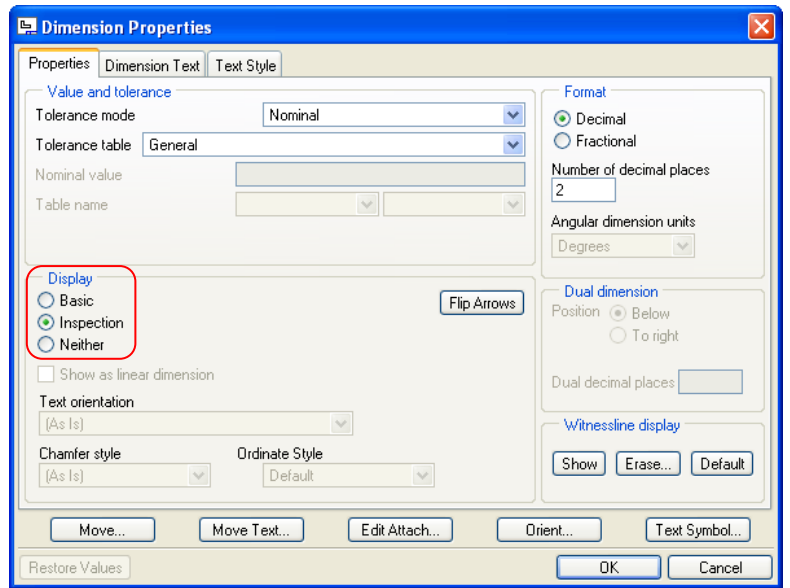 Dimension Properties
Properties Dimension Text Text Style
Value and tolerance
Tolerance mode Nominal
Tolerance table General
Nominal value
Table name
Format
Decimal
Fractional
Number of decimal places
2
Angular dimension units
Degrees
Display
Basic
Inspection
Neither
Flip Arrows
Show as linear dimension
Text orientation
(As Is)
Chamfer style Ordinate Style
(As Is) Default
Dual dimension
Position Below
To right
Dual decimal places
Witnessline display
Show Erase... Default
Move... Move Text... Edit Attach... Orient... Text Symbol...
Restore Values OK Cancel